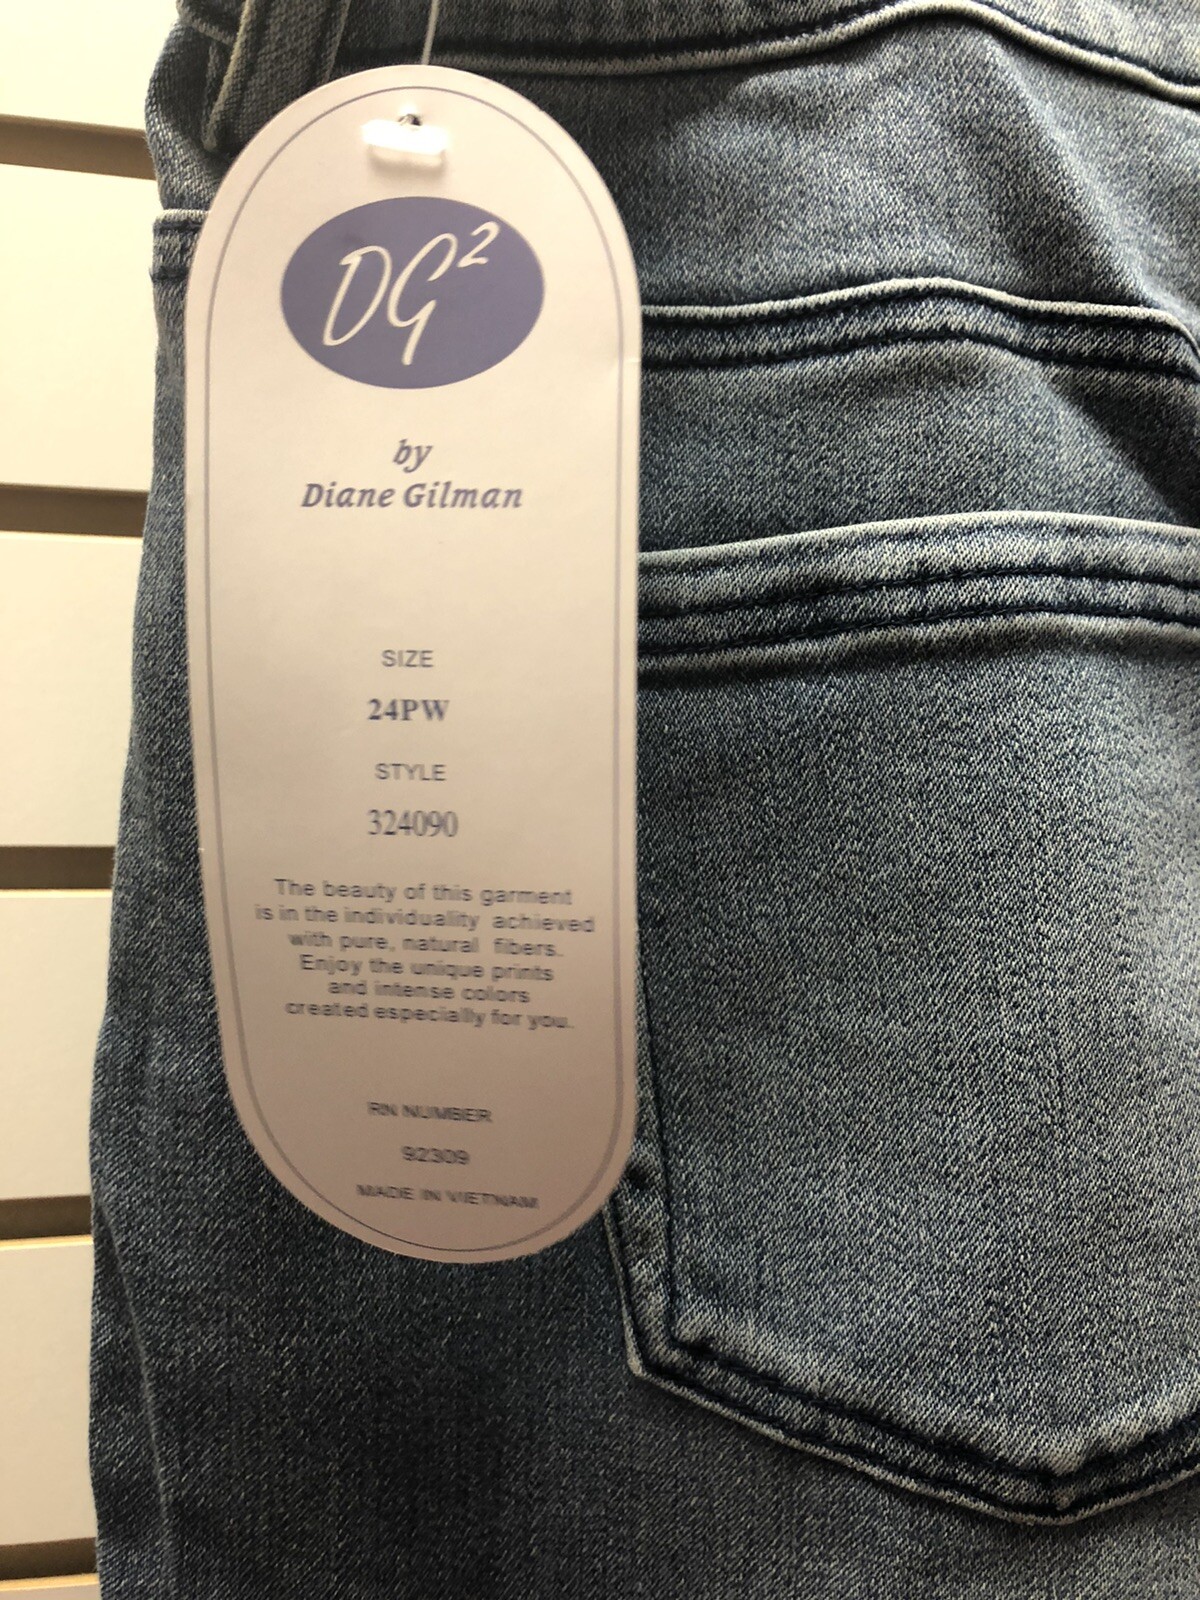 DG²
by
Diane Gilman
SIZE
24PW
STYLE
324090
The beauty of this garment
is in the individuality achieved
with pure, natural fibers.
Enjoy the unique prints
and intense colors
created especially for you.
RN NUMBER
92309
MADE IN VIETNAM